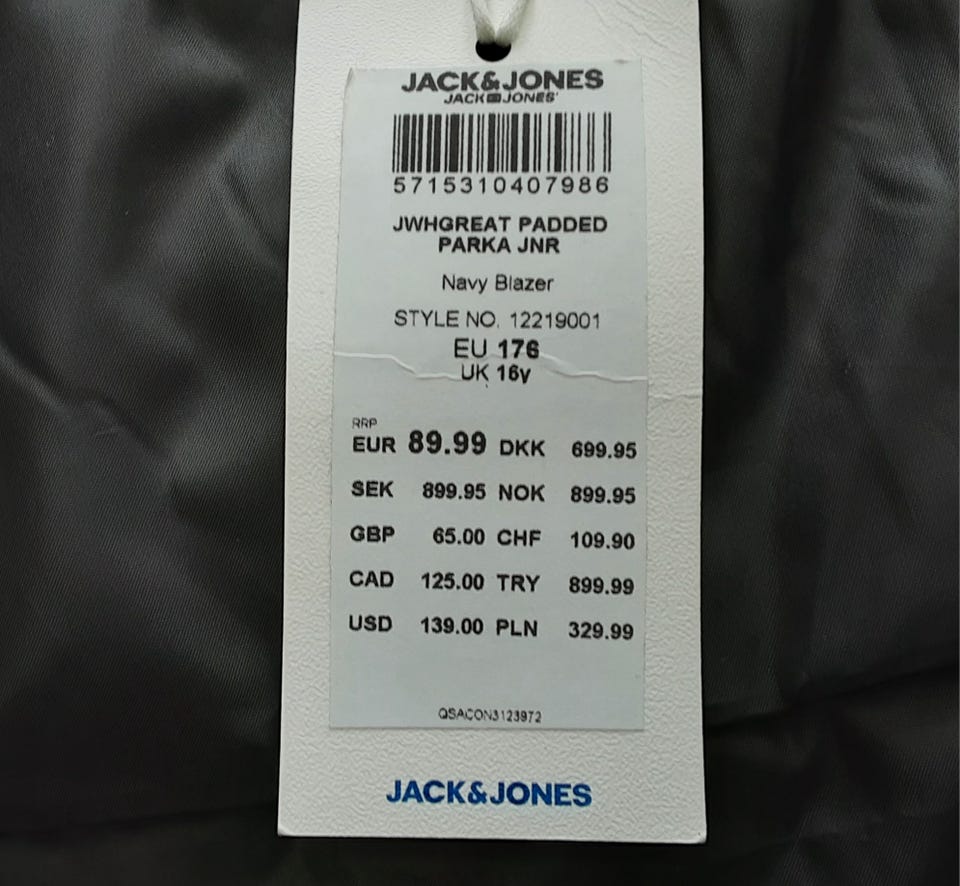 JACK&JONES
JACK JONES
5715310407986
JWHGREAT PADDED
PARKA JNR
Navy Blazer
STYLE NO. 12219001
EU 176
UK 16y
RRP
EUR 89.99 DKK 699.95
SEK 899.95 NOK 899.95
GBP 65.00 CHF 109.90
CAD 125.00 TRY 899.99
USD 139.00 PLN 329.99
QSACON3123972
JACK&JONES